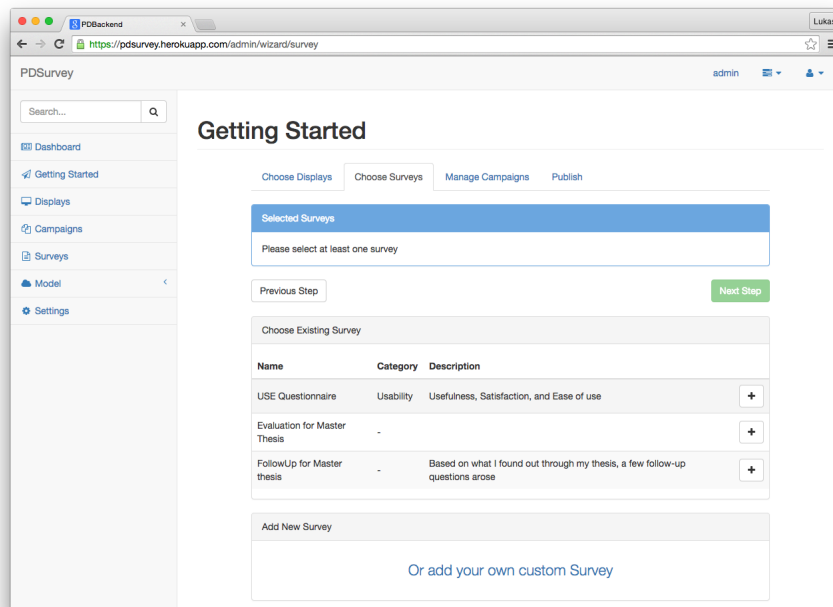 PDBackend
Lukas
https://pdsurvey.herokuapp.com/admin/wizard/survey
PDSurvey
admin
Search...
Dashboard
Getting Started
Displays
Campaigns
Surveys
Model
Settings
Getting Started
Choose Displays Choose Surveys Manage Campaigns Publish
Selected Surveys
Please select at least one survey
Previous Step Next Step
Choose Existing Survey
Name Category Description
USE Questionnaire Usability Usefulness, Satisfaction, and Ease of use
Evaluation for Master
Thesis
-
FollowUp for Master
thesis
-
Based on what I found out through my thesis, a few follow-up
questions arose
Add New Survey
Or add your own custom Survey